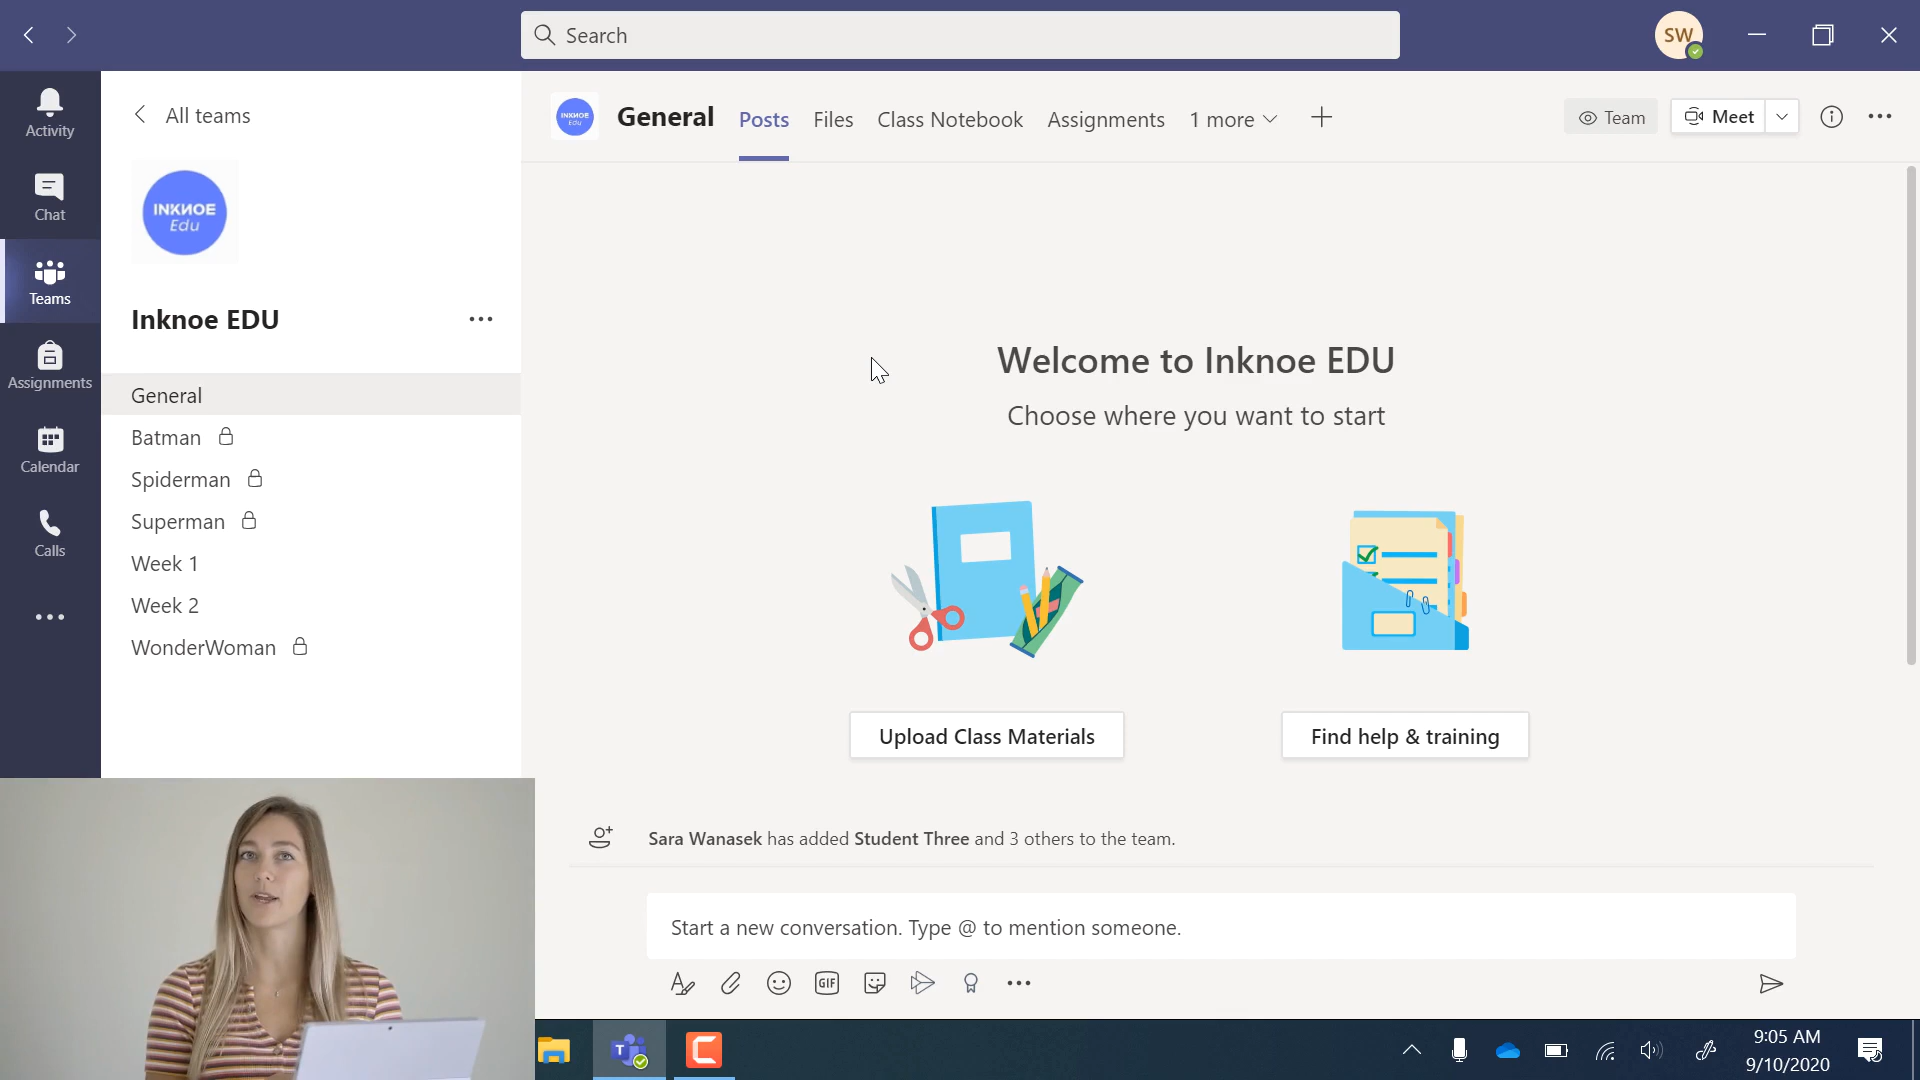 Search
SW
Activity
Chat
Teams
Assignments
Calendar
Calls
All teams
INKNOE
Edu
Inknoe EDU
General
Batman
Spiderman
Superman
Week 1
Week 2
WonderWoman
INKNOE
Edu
General
Posts
Files
Class Notebook
Assignments
1 more
Team
Meet
Welcome to Inknoe EDU
Choose where you want to start
Upload Class Materials
Find help & training
Sara Wanasek has added Student Three and 3 others to the team.
Start a new conversation. Type @ to mention someone.
GIF
T
9:05 AM
9/10/2020